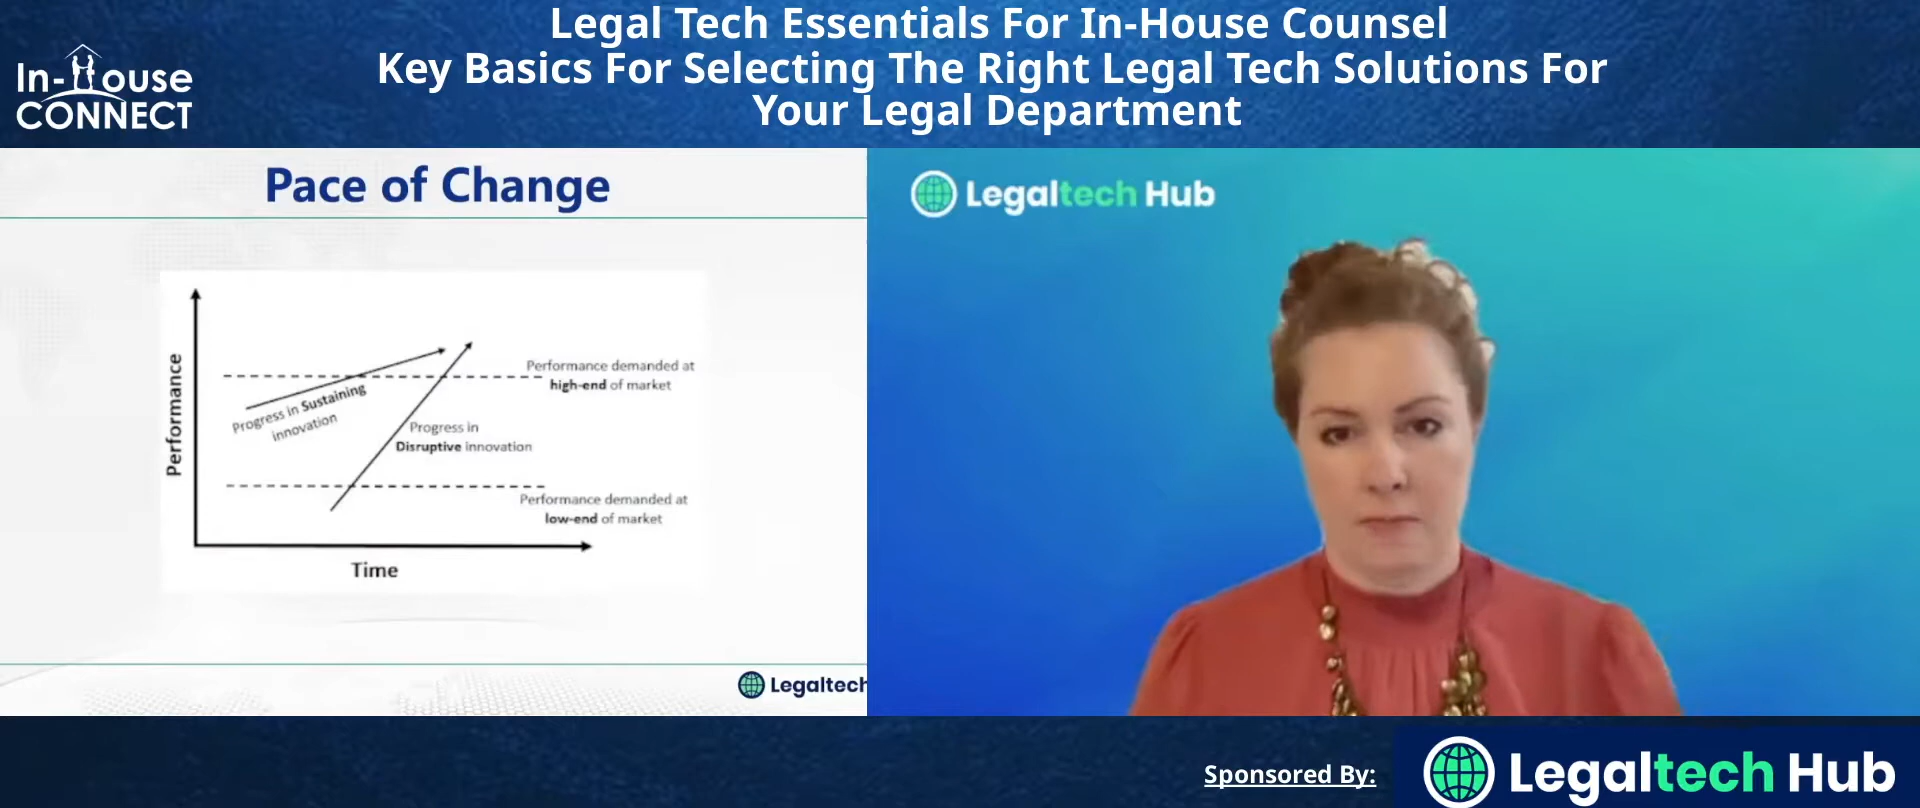 Legal Tech Essentials For In-House Counsel
Key Basics For Selecting The Right Legal Tech Solutions For
Your Legal Department
In-House
CONNECT
Pace of Change
Performance
Progress in Sustaining
innovation
Performance demanded at
high-end of market
Progress in
Disruptive innovation
Performance demanded at
low-end of market
Time
Legaltech
Legaltech Hub
Sponsored By:
Legaltech Hub